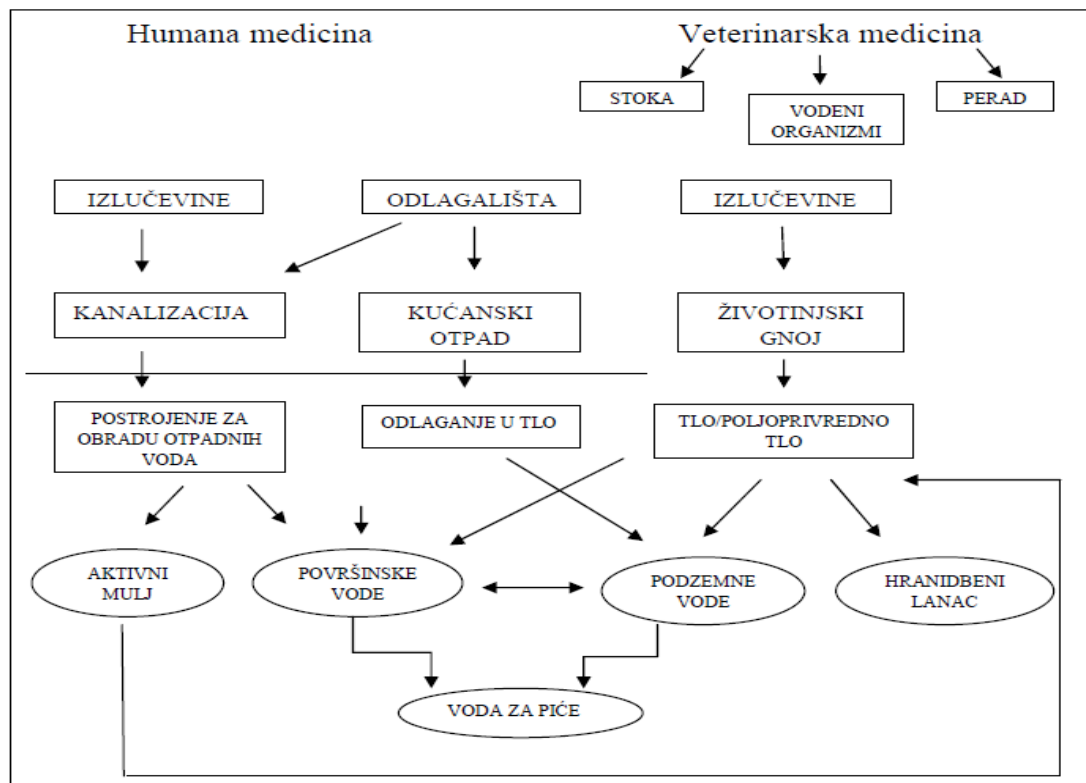 Humana medicina
Veterinarska medicina
STOKA
VODENI
ORGANIZMI
PERAD
IZLUČEVINE
ODLAGALIŠTA
IZLUČEVINE
KANALIZACIJA
KUĆANSKI
OTPAD
ŽIVOTINJSKI
GNOJ
POSTROJENJE ZA
OBRADU OTPADNIH
VODA
ODLAGANJE U TLO
TLO/POLJOPRIVREDNO
TLO
AKTIVNI
MULJ
POVRŠINSKE
VODE
PODZEMNE
VODE
HRANIDBENI
LANAC
VODA ZA PIĆE